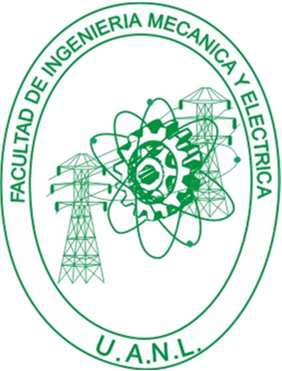 FACULTAD DE INGENIERIA MECANICA Y ELECTRICA
U.A.N.L.